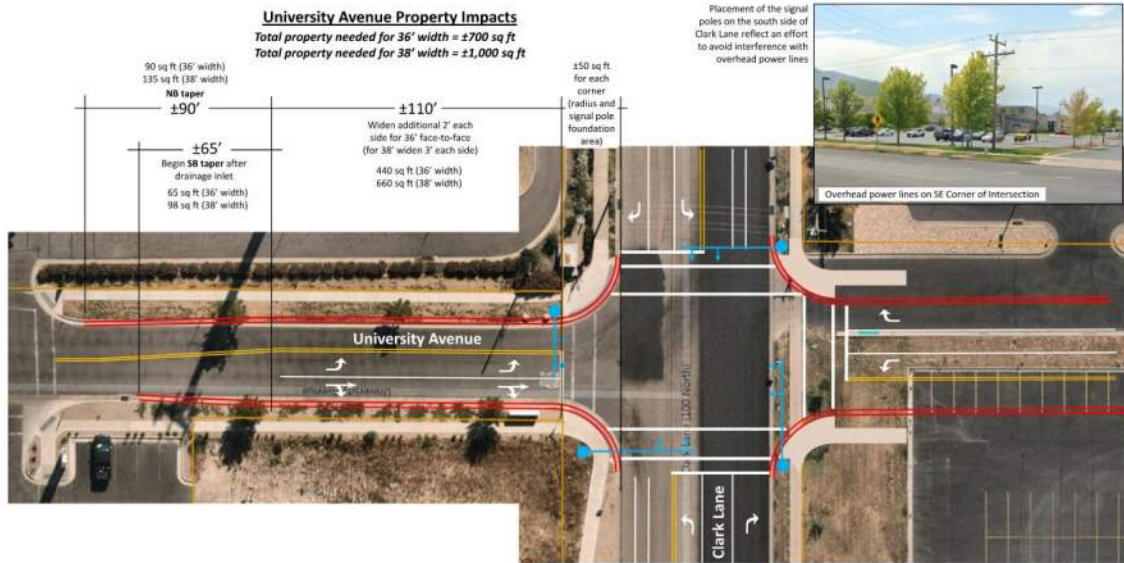 University Avenue Property Impacts
Total property needed for 36' width = ±700 sq ft
Total property needed for 38' width = ±1,000 sq ft
Placement of the signal
poles on the south side of
Clark Lane reflect an effort
to avoid interference with
overhead power lines
90 sq ft (36' width)
135 sq ft (38' width)
NB taper
±90'
±110'
Widen additional 2' each
side for 36' face-to-face
(for 38' widen 3' each side)
440 sq ft (36' width)
660 sq ft (38' width)
±50 sq ft
for each
corner
(radius and
signal pole
foundation
area)
±65'
Begin SB taper after
drainage inlet
65 sq ft (36' width)
98 sq ft (38' width)
Overhead power lines on SE Corner of Intersection
University Avenue
University Avenue
Clark Lane (100 North)
Clark Lane